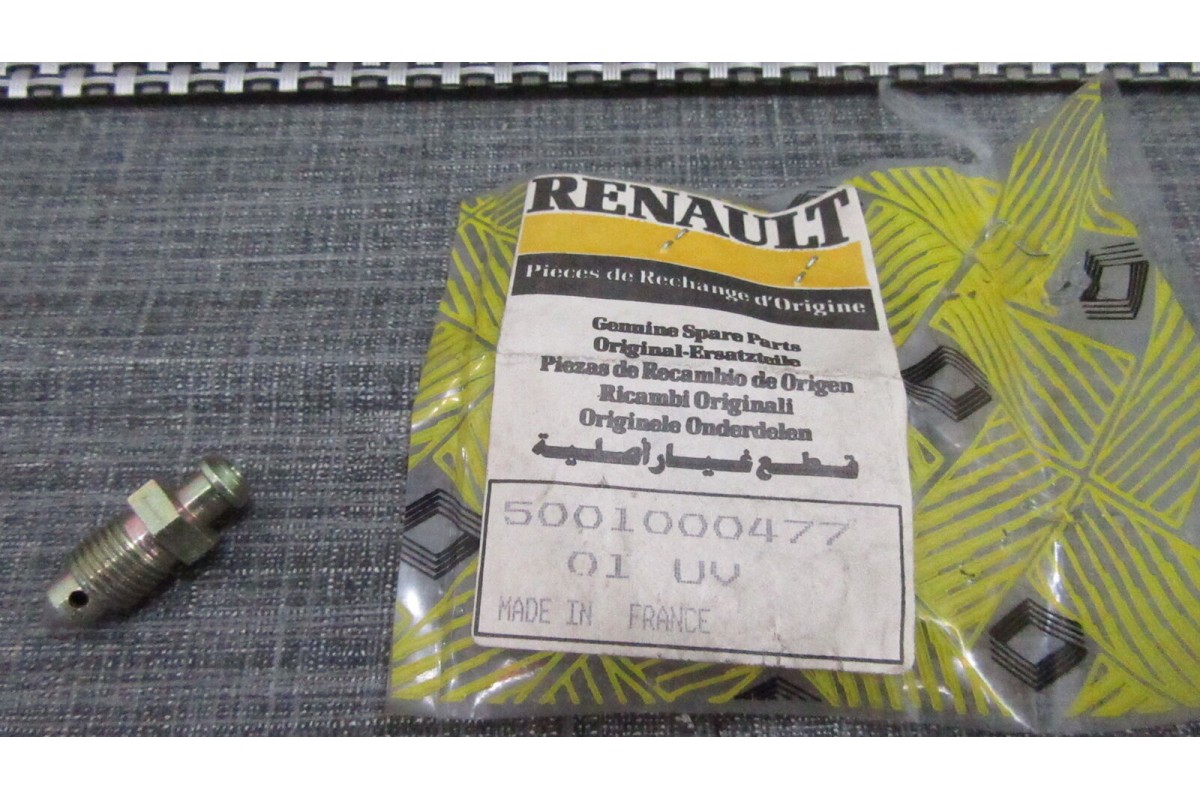 RENAULT
Pieces de Rechange d'Origine
Genuine Spare Parts
Original-Ersatzteile
Piezas de Recambio de Origen
Ricambi Originali
Originele Onderdelen
قطع غيار أصلية
5001000477
01 UV
MADE IN FRANCE